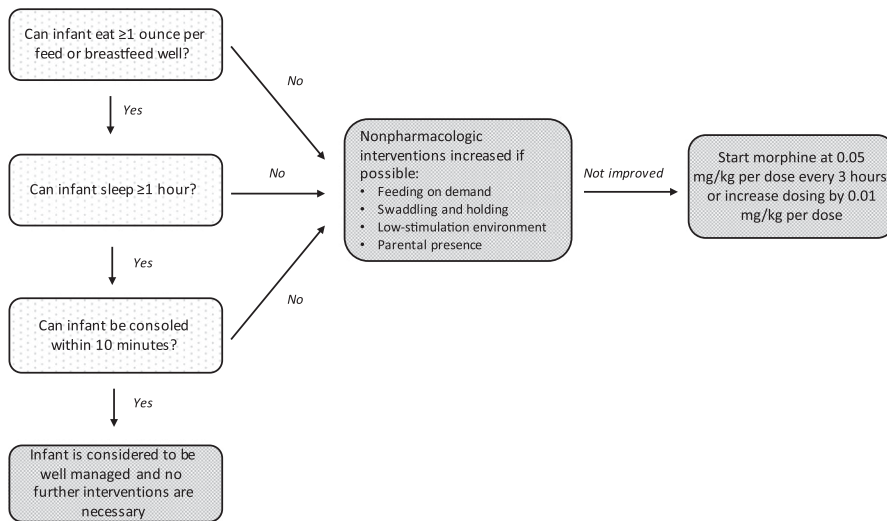 Can infant eat ≥1 ounce per
feed or breastfeed well?
No
Yes
Can infant sleep ≥1 hour?
No
Nonpharmacologic
interventions increased if
possible:
• Feeding on demand
• Swaddling and holding
• Low-stimulation environment
• Parental presence
Not improved
Start morphine at 0.05
mg/kg per dose every 3 hours
or increase dosing by 0.01
mg/kg per dose
Yes
No
Can infant be consoled
within 10 minutes?
Yes
Infant is considered to be
well managed and no
further interventions are
necessary